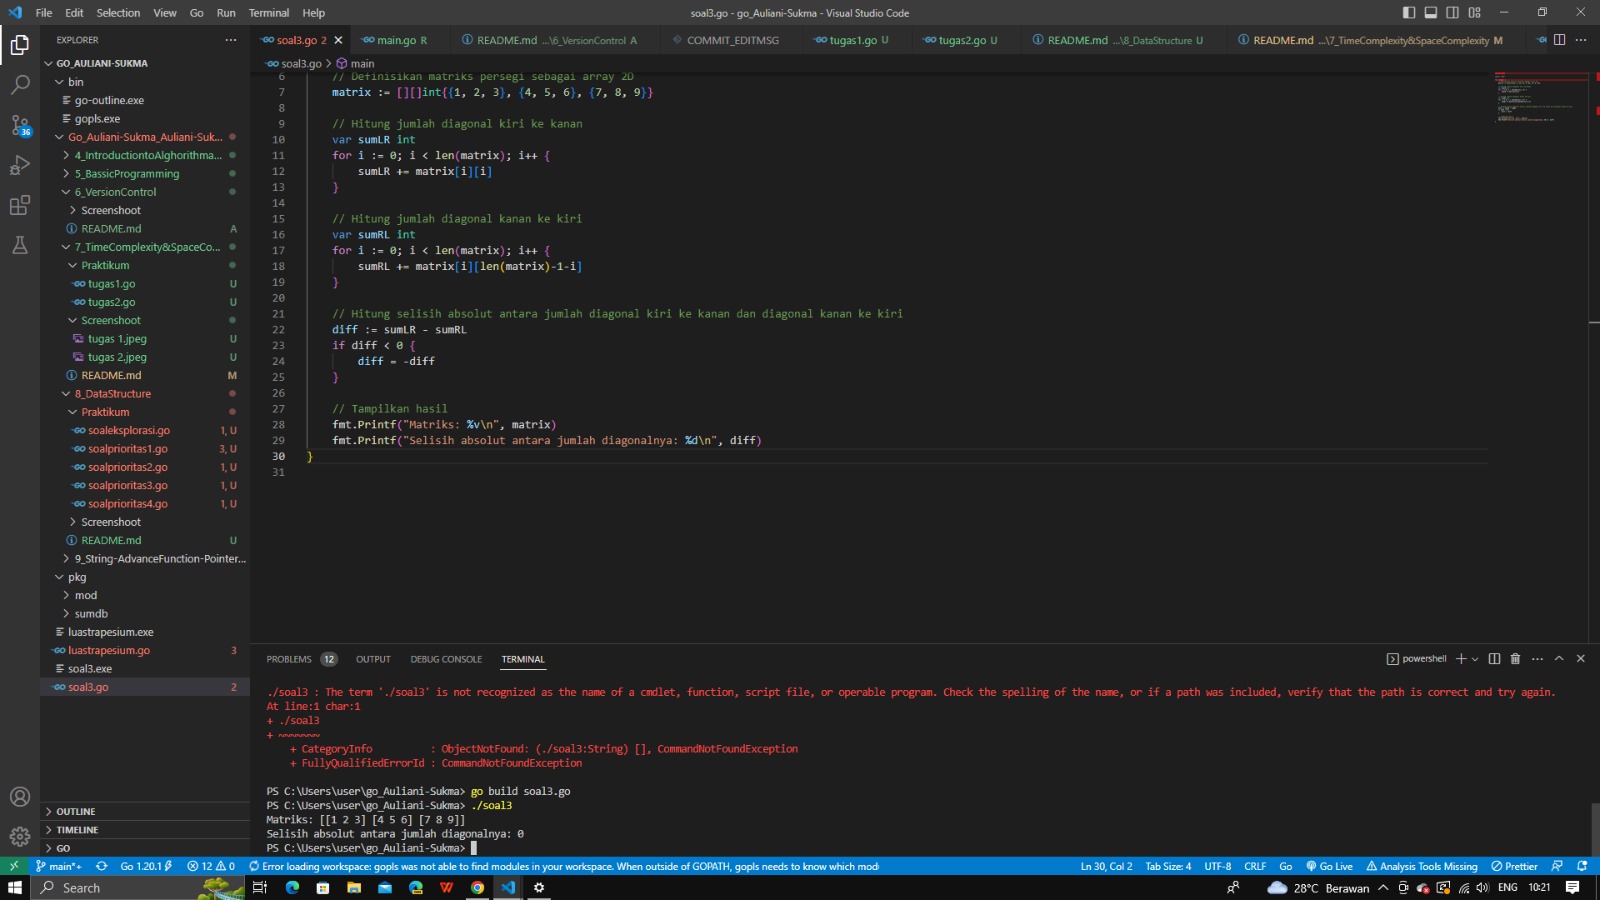 File Edit Selection View Go Run Terminal Help
soal3.go - go_Auliani-Sukma - Visual Studio Code
EXPLORER
GO_AULIANI-SUKMA
bin
go-outline.exe
gopls.exe
Go_Auliani-Sukma_Auliani-Suk...
4_IntroductiontoAlghorithma...
5_BassicProgramming
6_VersionControl
Screenshoot
README.md A
7_TimeComplexity&SpaceCo...
Praktikum
tugas1.go U
tugas2.go U
Screenshoot
tugas 1.jpeg U
tugas 2.jpeg U
README.md M
8_DataStructure
Praktikum
soaleksplorasi.go 1, U
soalprioritas1.go 3, U
soalprioritas2.go 1, U
soalprioritas3.go 1, U
soalprioritas4.go 1, U
Screenshoot
README.md U
9_String-AdvanceFunction-Pointer...
pkg
mod
sumdb
luastrapesium.exe
luastrapesium.go 3
soal3.exe
soal3.go 2
OUTLINE
TIMELINE
GO
36
soal3.go 2 main.go R README.md ...\6_VersionControl A COMMIT_EDITMSG tugas1.go U tugas2.go U README.md ...\8_DataStructure U README.md ...\7_TimeComplexity&SpaceComplexity M
soal3.go > main
6 // Definisikan matriks persegi sebagai array 2D
7 matrix := [][]int{{1, 2, 3}, {4, 5, 6}, {7, 8, 9}}
8
9 // Hitung jumlah diagonal kiri ke kanan
10 var sumLR int
11 for i := 0; i < len(matrix); i++ {
12 sumLR += matrix[i][i]
13 }
14
15 // Hitung jumlah diagonal kanan ke kiri
16 var sumRL int
17 for i := 0; i < len(matrix); i++ {
18 sumRL += matrix[i][len(matrix)-1-i]
19 }
20
21 // Hitung selisih absolut antara jumlah diagonal kiri ke kanan dan diagonal kanan ke kiri
22 diff := sumLR - sumRL
23 if diff < 0 {
24 diff = -diff
25 }
26
27 // Tampilkan hasil
28 fmt.Printf("Matriks: %v\n", matrix)
29 fmt.Printf("Selisih absolut antara jumlah diagonalnya: %d\n", diff)
30 }
31
PROBLEMS 12 OUTPUT DEBUG CONSOLE TERMINAL
powershell
./soal3 : The term './soal3' is not recognized as the name of a cmdlet, function, script file, or operable program. Check the spelling of the name, or if a path was included, verify that the path is correct and try again.
At line:1 char:1
+ ./soal3
+ ~~~~~~~
+ CategoryInfo : ObjectNotFound: (./soal3:String) [], CommandNotFoundException
+ FullyQualifiedErrorId : CommandNotFoundException
PS C:\Users\user\go_Auliani-Sukma> go build soal3.go
PS C:\Users\user\go_Auliani-Sukma> ./soal3
Matriks: [[1 2 3] [4 5 6] [7 8 9]]
Selisih absolut antara jumlah diagonalnya: 0
PS C:\Users\user\go_Auliani-Sukma>
main*+ Go 1.20.1 12 0 Error loading workspace: gopls was not able to find modules in your workspace. When outside of GOPATH, gopls needs to know which mod Ln 30, Col 2 Tab Size: 4 UTF-8 CRLF Go Go Live Analysis Tools Missing Prettier
Search 28°C Berawan ENG 10:21